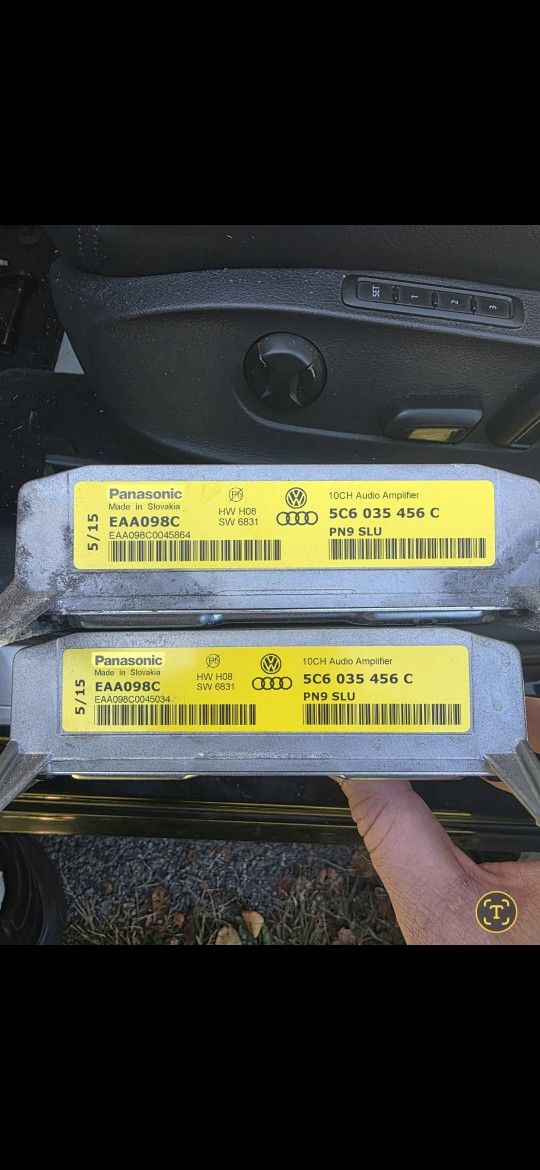 SET 1 2 3
Panasonic
Made in Slovakia
EAA098C
EAA098C0045864
5/15
HW H08
SW 6831
10CH Audio Amplifier
5C6 035 456 C
PN9 SLU
Panasonic
Made in Slovakia
EAA098C
EAA098C0045034
5/15
HW H08
SW 6831
10CH Audio Amplifier
5C6 035 456 C
PN9 SLU